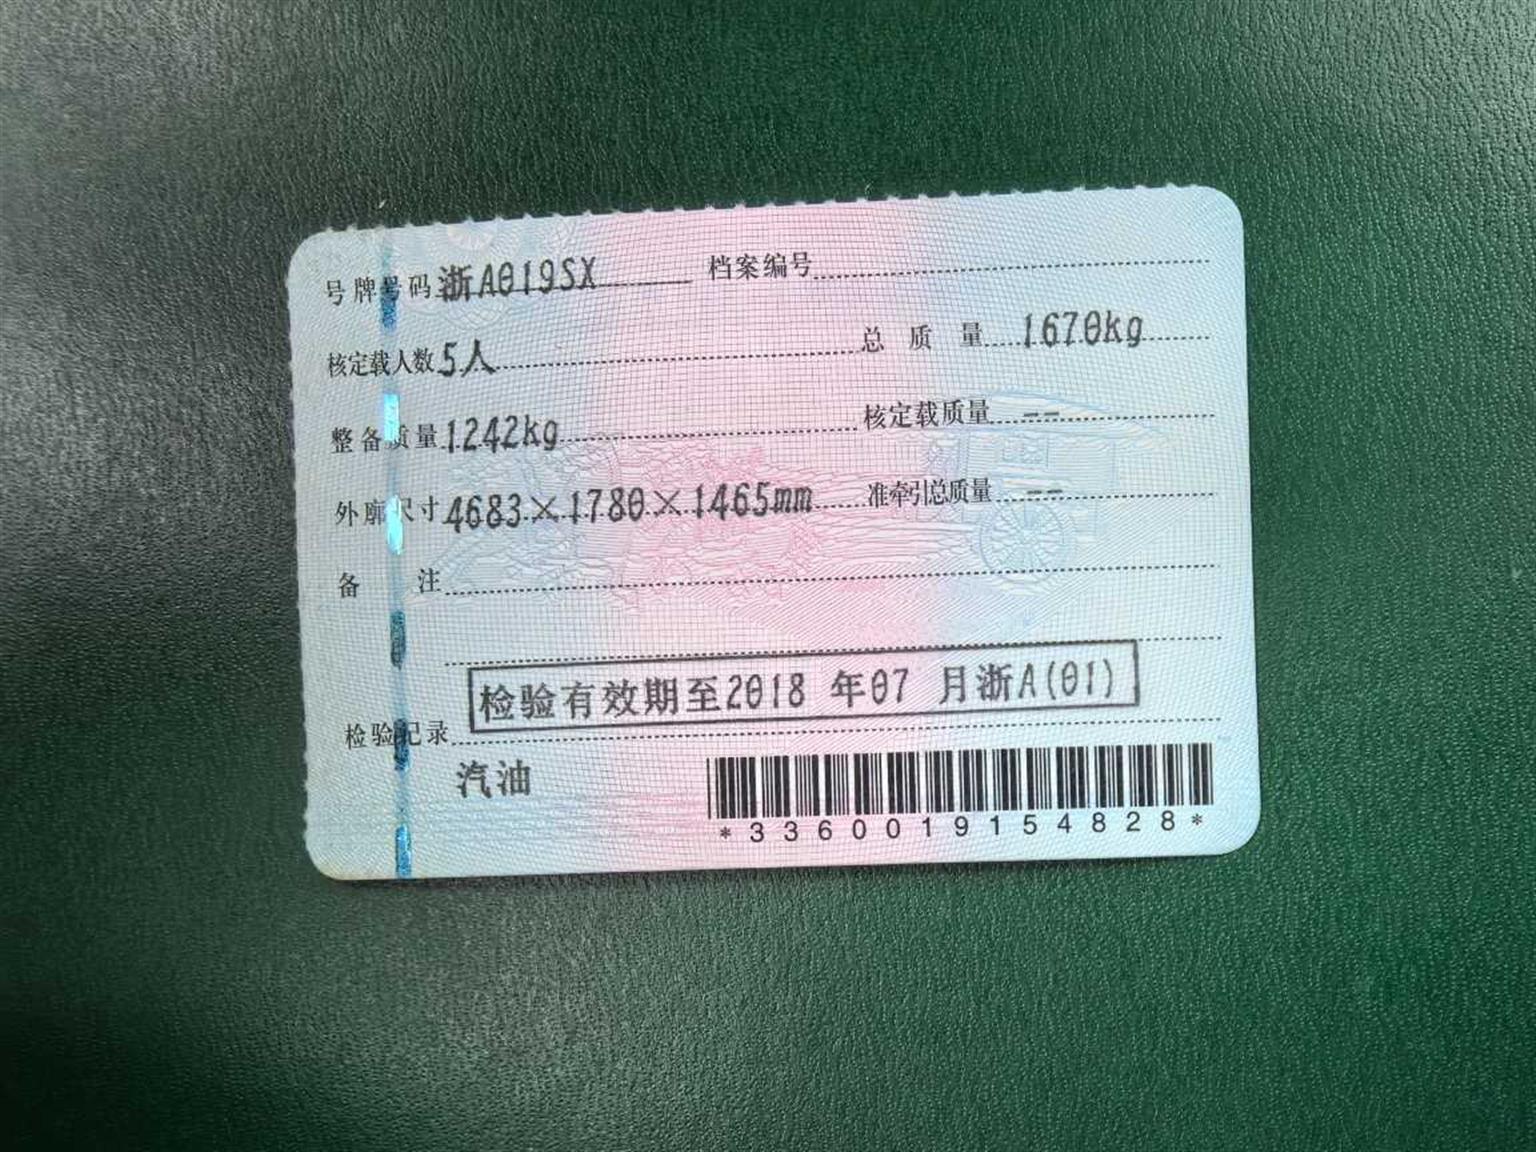 号牌号码 浙A019SX 档案编号
核定载人数 5人 总质量 1670kg
整备质量 1242kg 核定载质量 --
外廓尺寸 4683×1780×1465mm 准牵引总质量 --
备注
检验有效期至2018 年07 月浙A(01)
检验记录
汽油
*3360019154828*